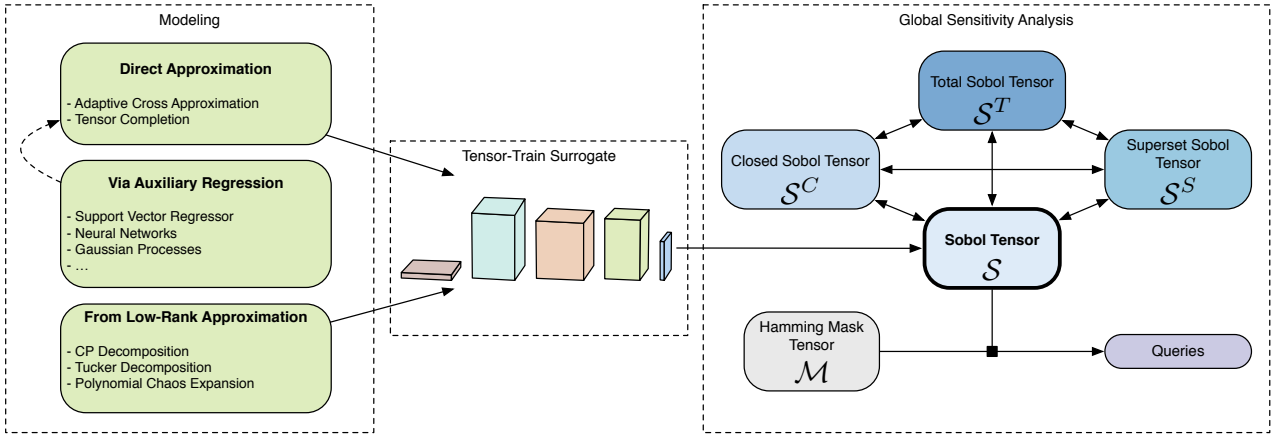 Modeling
Direct Approximation
- Adaptive Cross Approximation
- Tensor Completion
Via Auxiliary Regression
- Support Vector Regressor
- Neural Networks
- Gaussian Processes
- …
From Low-Rank Approximation
- CP Decomposition
- Tucker Decomposition
- Polynomial Chaos Expansion
Tensor-Train Surrogate
Global Sensitivity Analysis
Total Sobol Tensor
𝒮^T
Closed Sobol Tensor
𝒮^C
Superset Sobol
Tensor
𝒮^S
Sobol Tensor
𝒮
Hamming Mask
Tensor
ℳ
Queries